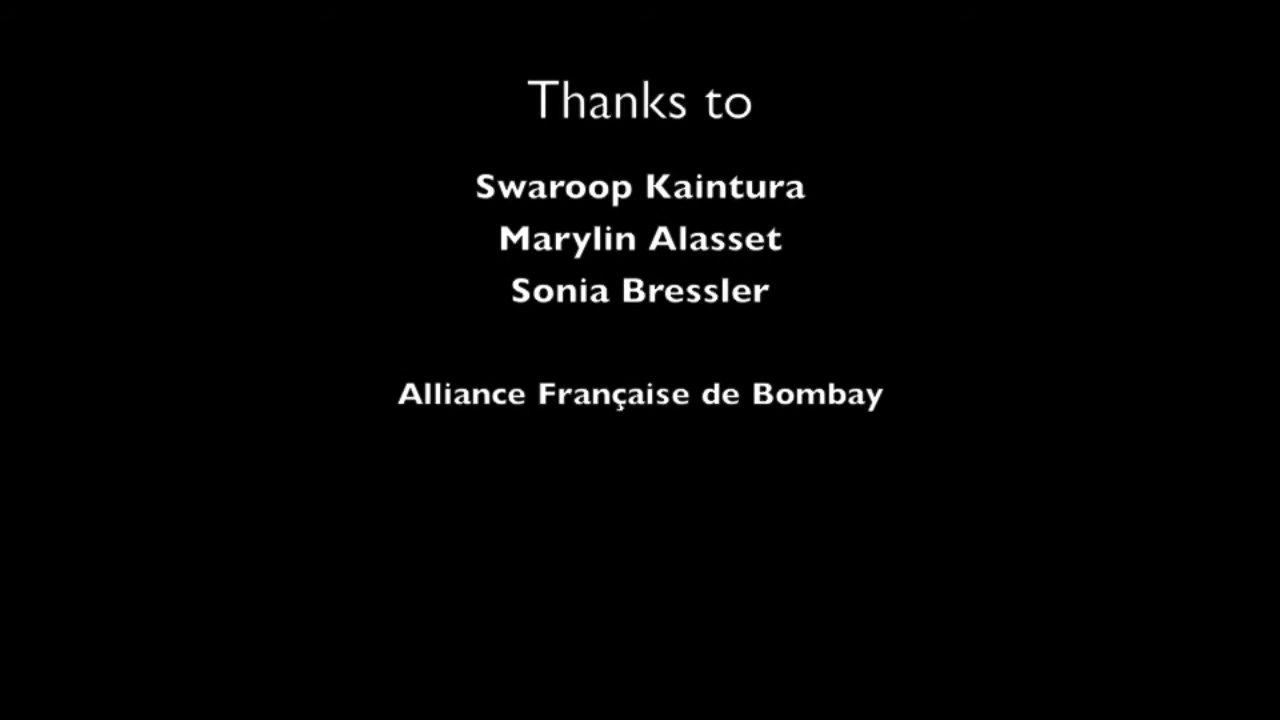 Thanks to
Swaroop Kaintura
Marylin Alasset
Sonia Bressler
Alliance Française de Bombay